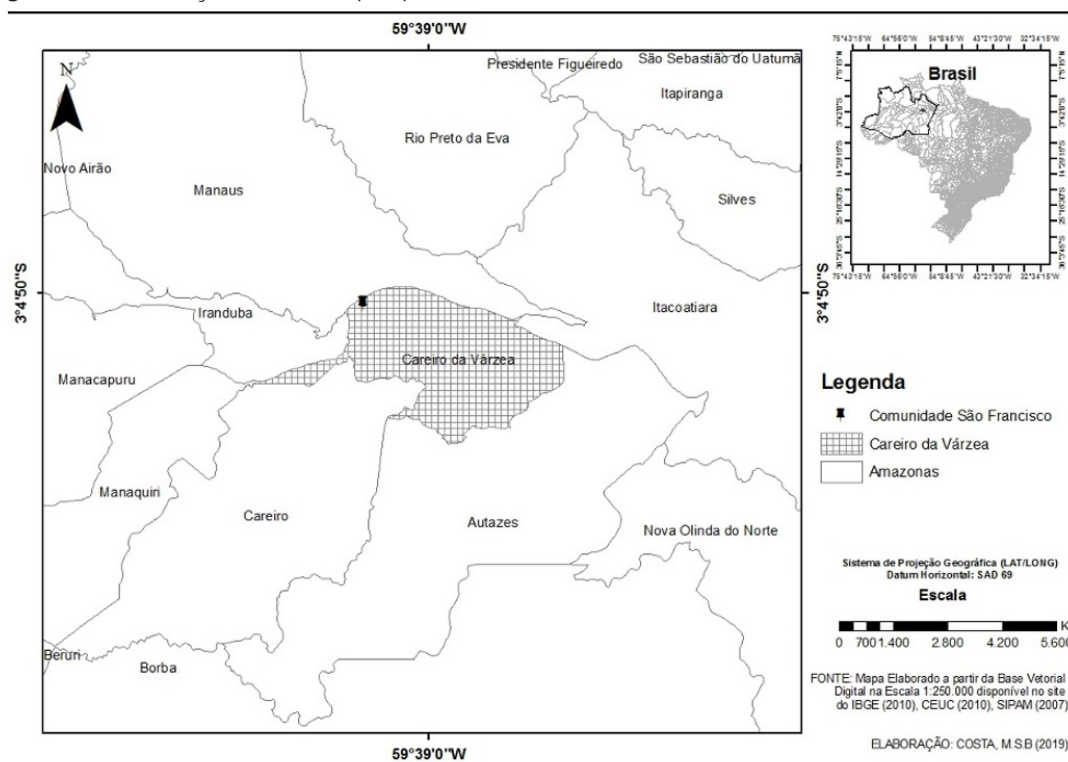 59°39'0"W
N
Presidente Figueiredo
São Sebastião do Uatumã
Itapiranga
Rio Preto da Eva
Novo Airão
Manaus
Silves
3°4'50"S
Iranduba
Itacoatiara
3°4'50"S
Careiro da Várzea
Manacapuru
Manaquiri
Careiro
Autazes
Nova Olinda do Norte
Beruri
Borba
59°39'0"W
Brasil
Legenda
Comunidade São Francisco
Careiro da Várzea
Amazonas
Sistema de Projeção Geográfica (LAT/LONG)
Datum Horizontal: SAD 69
Escala
0 700 1.400 2.800 4.200 5.600
FONTE: Mapa Elaborado a partir da Base Vetorial
Digital na Escala 1:250.000 disponível no site
do IBGE (2010), CEUC (2010), SIPAM (2007)
ELABORAÇÃO: COSTA, M.S.B (2019)